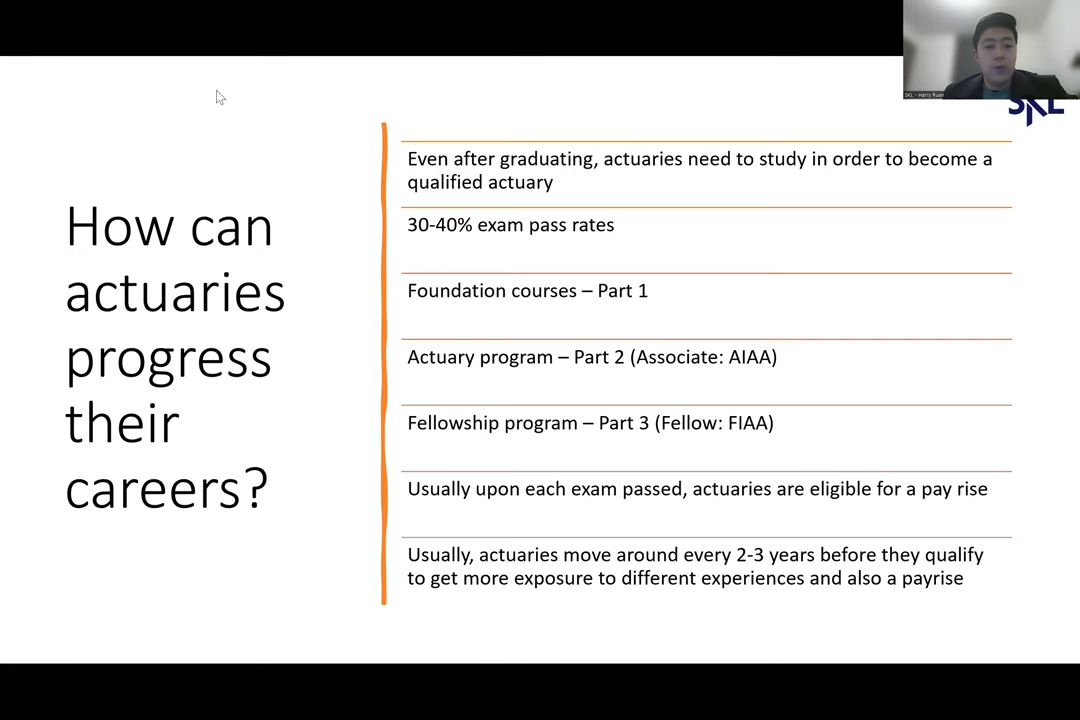 SKL - Harry Ruan
SKL
How can
actuaries
progress
their
careers?
Even after graduating, actuaries need to study in order to become a
qualified actuary
30-40% exam pass rates
Foundation courses – Part 1
Actuary program – Part 2 (Associate: AIAA)
Fellowship program – Part 3 (Fellow: FIAA)
Usually upon each exam passed, actuaries are eligible for a pay rise
Usually, actuaries move around every 2-3 years before they qualify
to get more exposure to different experiences and also a payrise